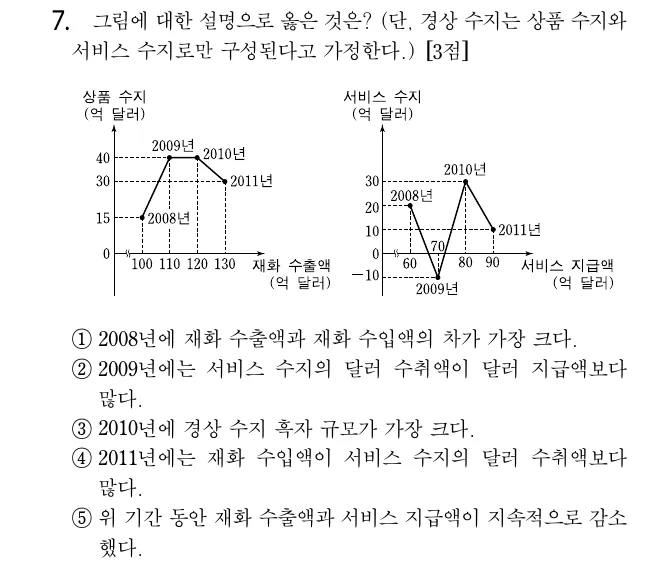 7. 그림에 대한 설명으로 옳은 것은? (단, 경상 수지는 상품 수지와
서비스 수지로만 구성된다고 가정한다.) [3점]
상품 수지
(억 달러)
40
30
15
0
2009년
2010년
2011년
2008년
100 110 120 130
재화 수출액
(억 달러)
서비스 수지
(억 달러)
30
20
10
0
-10
2010년
2008년
2011년
70
60 80 90
2009년
서비스 지급액
(억 달러)
① 2008년에 재화 수출액과 재화 수입액의 차가 가장 크다.
② 2009년에는 서비스 수지의 달러 수취액이 달러 지급액보다
많다.
③ 2010년에 경상 수지 흑자 규모가 가장 크다.
④ 2011년에는 재화 수입액이 서비스 수지의 달러 수취액보다
많다.
⑤ 위 기간 동안 재화 수출액과 서비스 지급액이 지속적으로 감소
했다.